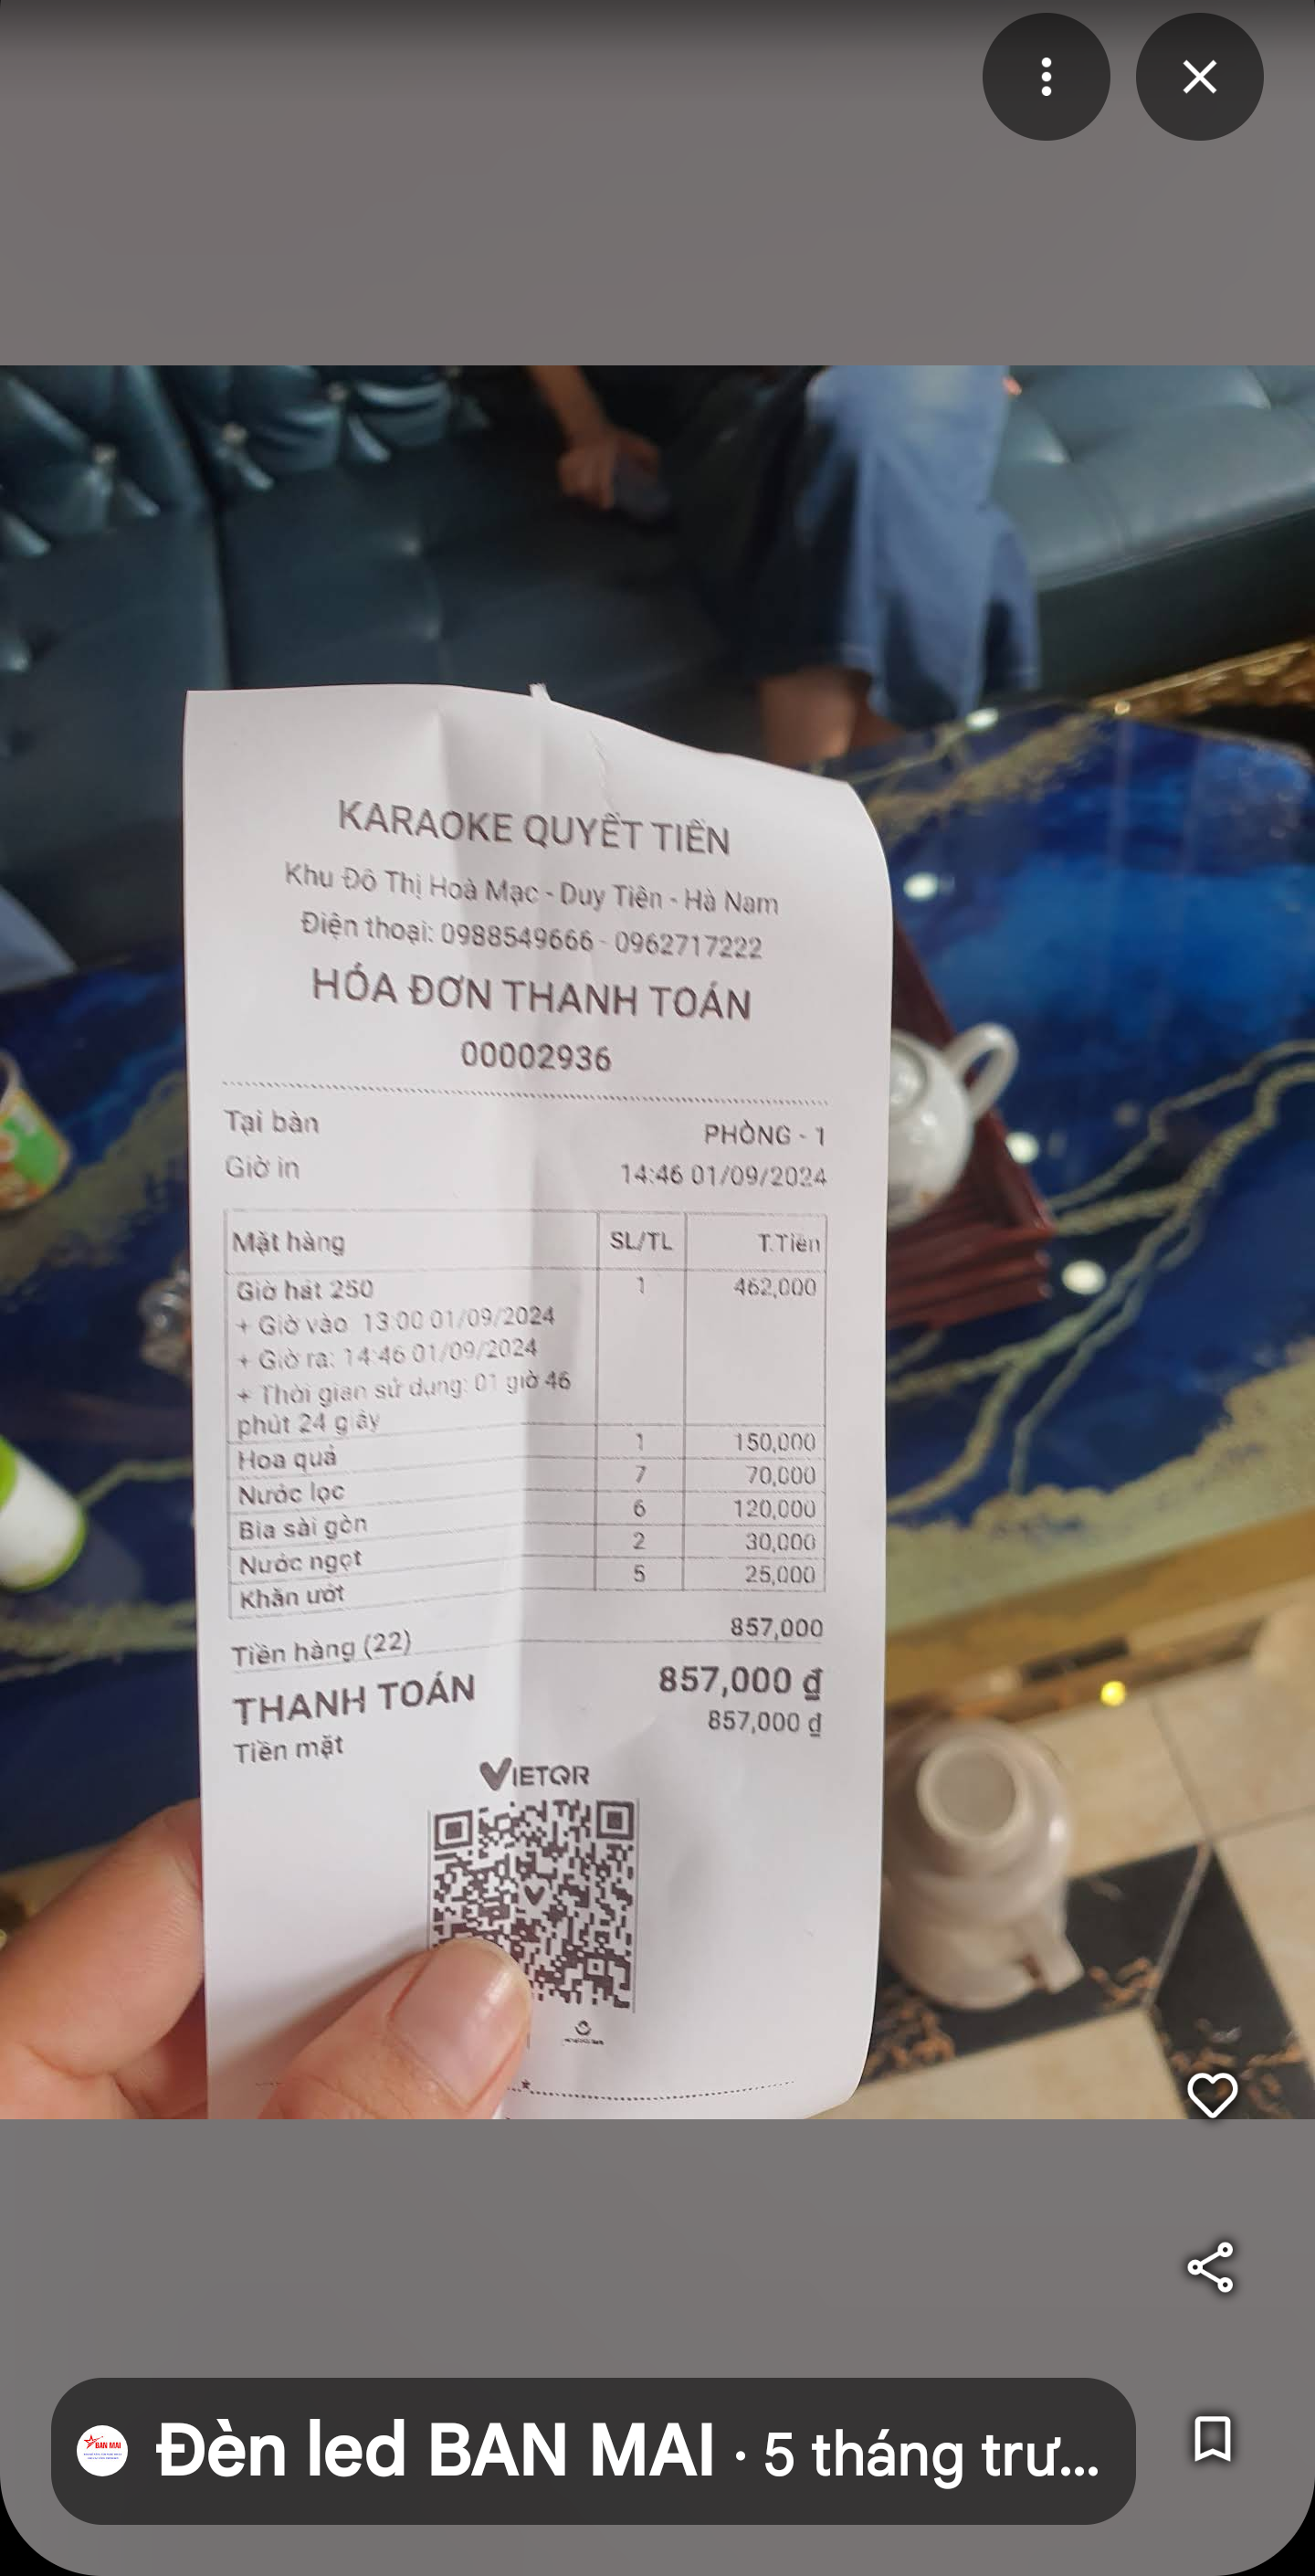 KARAOKE QUYẾT TIẾN
Khu Đô Thị Hoà Mạc - Duy Tiên - Hà Nam
Điện thoại: 0988549666 - 0962717222
HÓA ĐƠN THANH TOÁN
00002936
Tại bàn PHÒNG - 1
Giờ in 14:46 01/09/2024
Mặt hàng SL/TL T.Tiền
Giờ hát 250 1 462,000
+ Giờ vào: 13:00 01/09/2024
+ Giờ ra: 14:46 01/09/2024
+ Thời gian sử dụng: 01 giờ 46
phút 24 giây
Hoa quả 1 150,000
Nước lọc 7 70,000
Bia sài gòn 6 120,000
Nước ngọt 2 30,000
Khăn ướt 5 25,000
Tiền hàng (22) 857,000
THANH TOÁN 857,000 đ
Tiền mặt 857,000 đ
VIETQR
BAN MAI
Đèn led BAN MAI · 5 tháng trư...